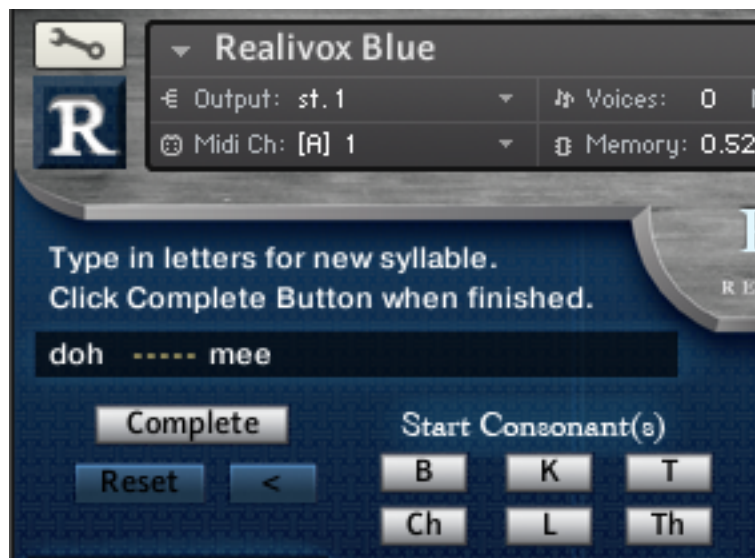 Realivox Blue
Output: st. 1 Voices: 0
R
Midi Ch: [A] 1 Memory: 0.52
RE
Type in letters for new syllable.
Click Complete Button when finished.
doh ----- mee
Complete Start Consonant(s)
Reset < B K T
Ch L Th